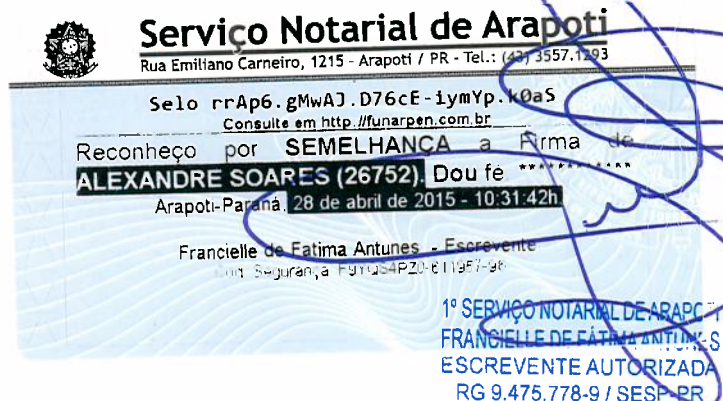 Serviço Notarial de Arapoti
Rua Emiliano Carneiro, 1215 - Arapoti / PR - Tel.: (43) 3557.1293
Selo rrAp6.gMwAJ.D76cE-iymYp.k0aS
Consulte em http://funarpen.com.br
Reconheço por SEMELHANÇA a Firma de
ALEXANDRE SOARES (26752). Dou fé ************
Arapoti-Paraná, 28 de abril de 2015 - 10:31:42h
Francielle de Fatima Antunes - Escrevente
Segurança
1º SERVIÇO NOTARIAL DE ARAPOTI
FRANCIELLE DE FÁTIMA ANTUNES
ESCREVENTE AUTORIZADA
RG 9.475.778-9 / SESP-PR